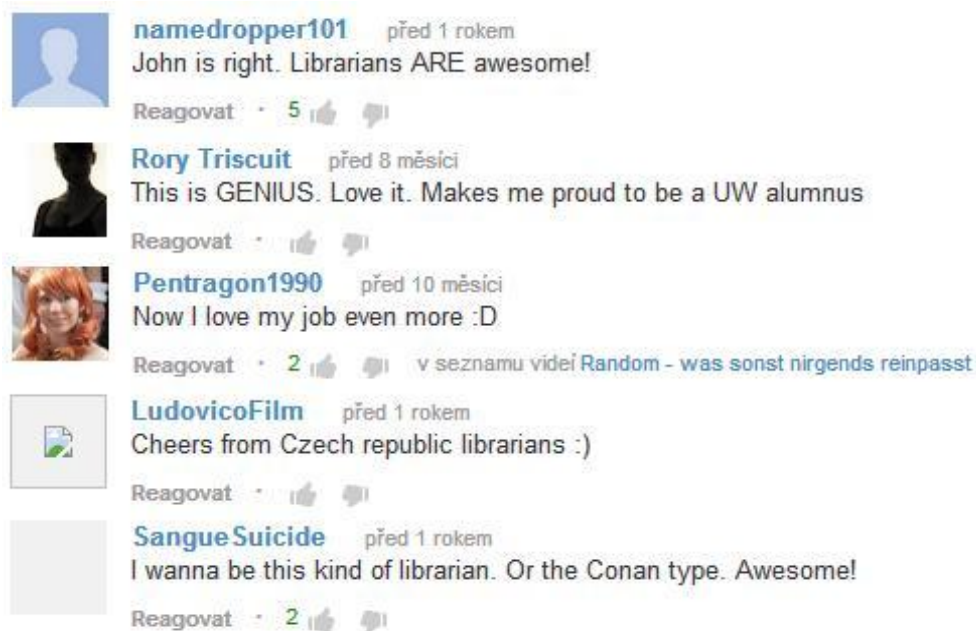 namedropper101 před 1 rokem
John is right. Librarians ARE awesome!
Reagovat · 5
Rory Triscuit před 8 měsíci
This is GENIUS. Love it. Makes me proud to be a UW alumnus
Reagovat ·
Pentragon1990 před 10 měsíci
Now I love my job even more :D
Reagovat · 2 v seznamu videí Random - was sonst nirgends reinpasst
LudovicoFilm před 1 rokem
Cheers from Czech republic librarians :)
Reagovat ·
SangueSuicide před 1 rokem
I wanna be this kind of librarian. Or the Conan type. Awesome!
Reagovat · 2